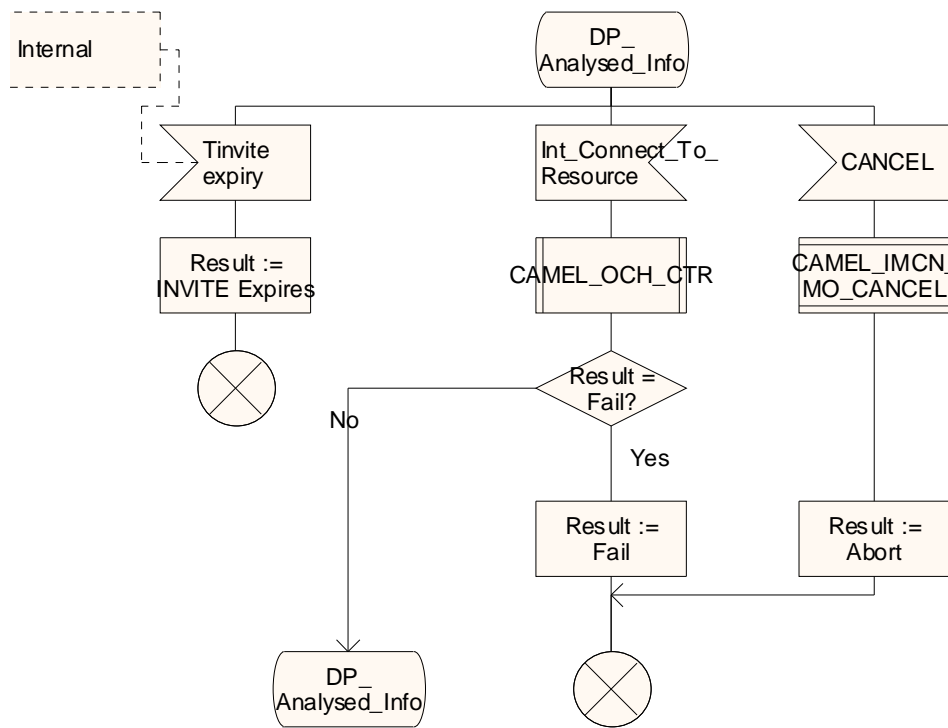 Internal
DP_
Analysed_Info
Tinvite
expiry
Int_Connect_To_
Resource
CANCEL
Result :=
INVITE Expires
CAMEL_OCH_CTR
CAMEL_IMCN_
MO_CANCEL
Result =
Fail?
No
Yes
Result :=
Fail
Result :=
Abort
DP_
Analysed_Info